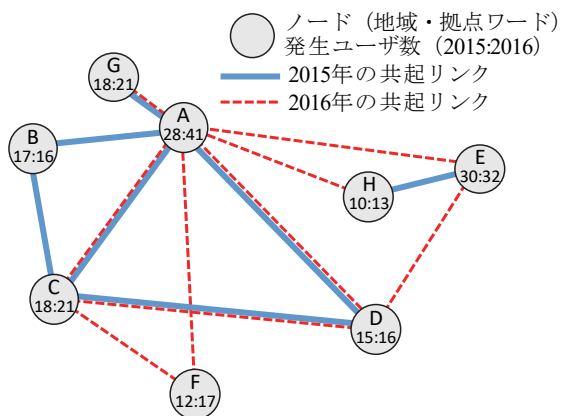 ノード（地域・拠点ワード）
発生ユーザ数（2015:2016）
2015年の共起リンク
2016年の共起リンク
G
18:21
A
28:41
B
17:16
E
30:32
H
10:13
C
18:21
D
15:16
F
12:17